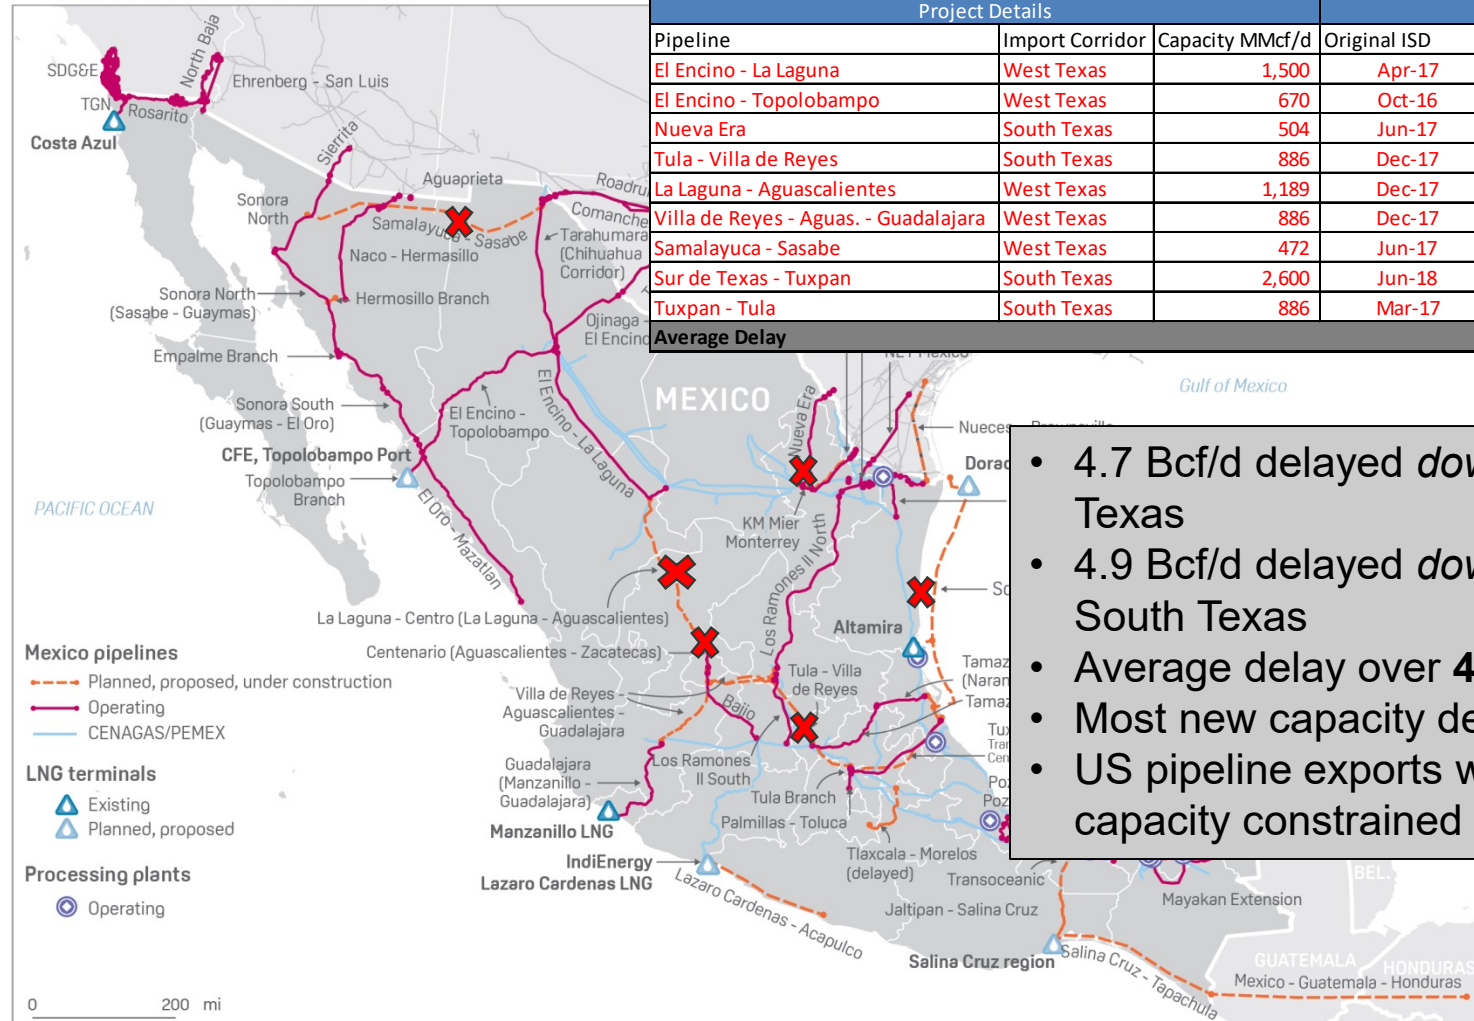 Project Details
Pipeline Import Corridor Capacity MMcf/d Original ISD
El Encino - La Laguna West Texas 1,500 Apr-17
El Encino - Topolobampo West Texas 670 Oct-16
Nueva Era South Texas 504 Jun-17
Tula - Villa de Reyes South Texas 886 Dec-17
La Laguna - Aguascalientes West Texas 1,189 Dec-17
Villa de Reyes - Aguas. - Guadalajara West Texas 886 Dec-17
Samalayuca - Sasabe West Texas 472 Jun-17
Sur de Texas - Tuxpan South Texas 2,600 Jun-18
Tuxpan - Tula South Texas 886 Mar-17
Average Delay
SDG&E
North Baja
Ehrenberg - San Luis
TGN
Rosarito
Costa Azul
Sierrita
Aguaprieta
Sonora
North
Samalayuca - Sasabe
Comanche
Tarahumara
(Chihuahua
Corridor)
Naco - Hermasillo
Sonora North
(Sasabe - Guaymas)
Hermosillo Branch
Ojinaga -
El Encino
Empalme Branch
MEXICO
Gulf of Mexico
Sonora South
(Guaymas - El Oro)
El Encino -
Topolobampo
El Encino - La Laguna
Nueva Era
CFE, Topolobampo Port
Topolobampo
Branch
PACIFIC OCEAN
El Oro - Mazatlan
KM Mier
Monterrey
Los Ramones II North
La Laguna - Centro (La Laguna - Aguascalientes)
Altamira
Centenario (Aguascalientes - Zacatecas)
Tula - Villa
de Reyes
Villa de Reyes -
Aguascalientes -
Guadalajara
Bajio
Guadalajara
(Manzanillo -
Guadalajara)
Los Ramones
II South
Tula Branch
Palmillas - Toluca
Manzanillo LNG
IndiEnergy
Lazaro Cardenas LNG
Tlaxcala - Morelos
(delayed)
Transoceanic
Lazaro Cardenas - Acapulco
Jaltipan - Salina Cruz
Mayakan Extension
BEL.
Salina Cruz region
Salina Cruz - Tapachula
GUATEMALA
HONDURAS
Mexico - Guatemala - Honduras
• 4.7 Bcf/d delayed
Texas
• 4.9 Bcf/d delayed
South Texas
• Average delay over 4
• Most new capacity
• US pipeline exports
capacity constrained
Mexico pipelines
Planned, proposed, under construction
Operating
CENAGAS/PEMEX
LNG terminals
Existing
Planned, proposed
Processing plants
Operating
0 200 mi